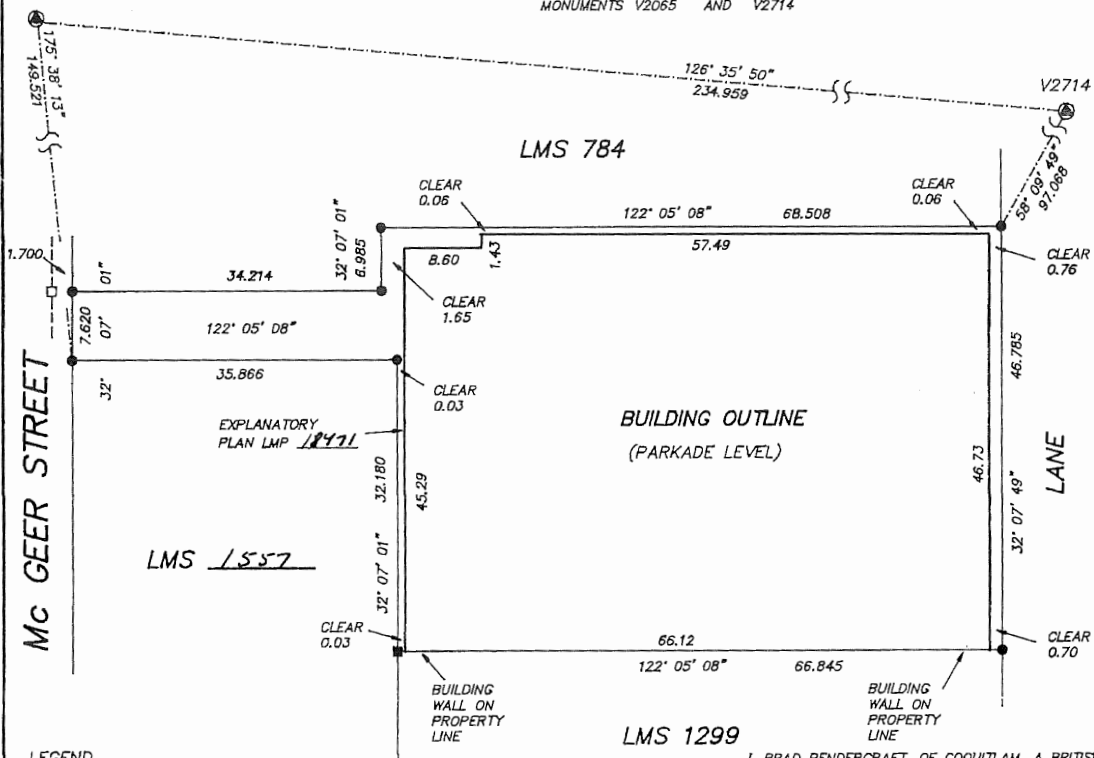 MONUMENTS V2065 AND V2714
175° 38' 13"
149.521
126° 35' 50"
234.959
V2714
58° 09' 49"
97.068
LMS 784
CLEAR
0.06
CLEAR
0.06
122° 05' 08" 68.508
32° 07' 01"
6.985
8.60
1.43
57.49
CLEAR
0.76
1.700
34.214
CLEAR
1.65
7.620
32° 07' 01"
122° 05' 08"
35.866
CLEAR
0.03
46.785
EXPLANATORY
PLAN LMP 18471
BUILDING OUTLINE
(PARKADE LEVEL)
Mc GEER STREET
32.180
32° 07' 01"
45.29
46.73
32° 07' 49"
LANE
LMS 1557
CLEAR
0.03
66.12
122° 05' 08" 66.845
CLEAR
0.70
BUILDING
WALL ON
PROPERTY
LINE
BUILDING
WALL ON
PROPERTY
LINE
LMS 1299
LEGEND